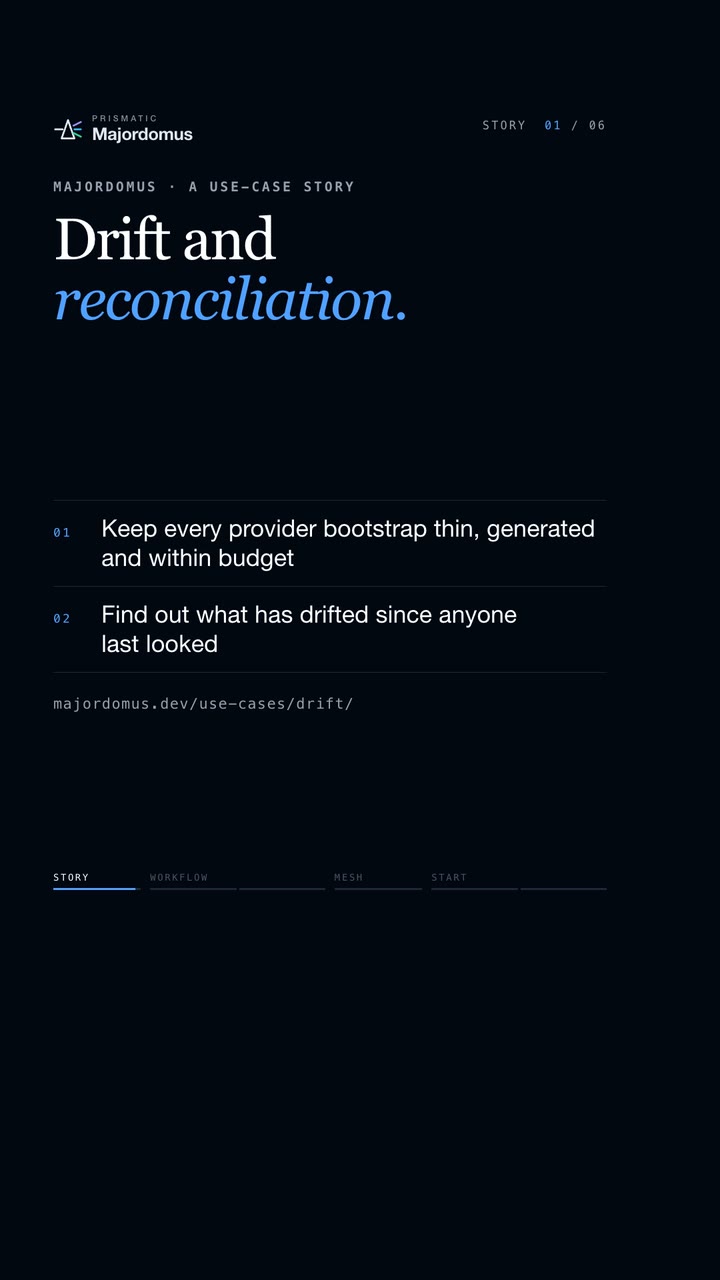 PRISMATIC
Majordomus
STORY 01 / 06
MAJORDOMUS · A USE-CASE STORY
Drift and
reconciliation.
01 Keep every provider bootstrap thin, generated
and within budget
02 Find out what has drifted since anyone
last looked
majordomus.dev/use-cases/drift/
STORY WORKFLOW MESH START